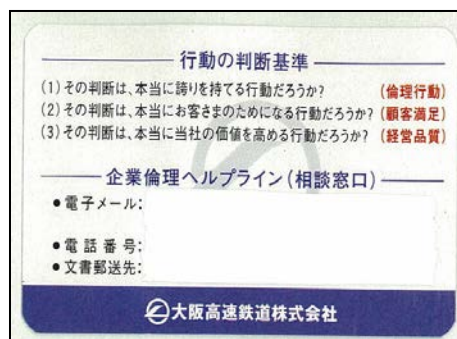 行動の判断基準
(1)その判断は、本当に誇りを持てる行動だろうか? (倫理行動)
(2)その判断は、本当にお客さまのためになる行動だろうか? (顧客満足)
(3)その判断は、本当に当社の価値を高める行動だろうか? (経営品質)
企業倫理ヘルプライン(相談窓口)
●電子メール:
●電話番号:
●文書郵送先:
大阪高速鉄道株式会社